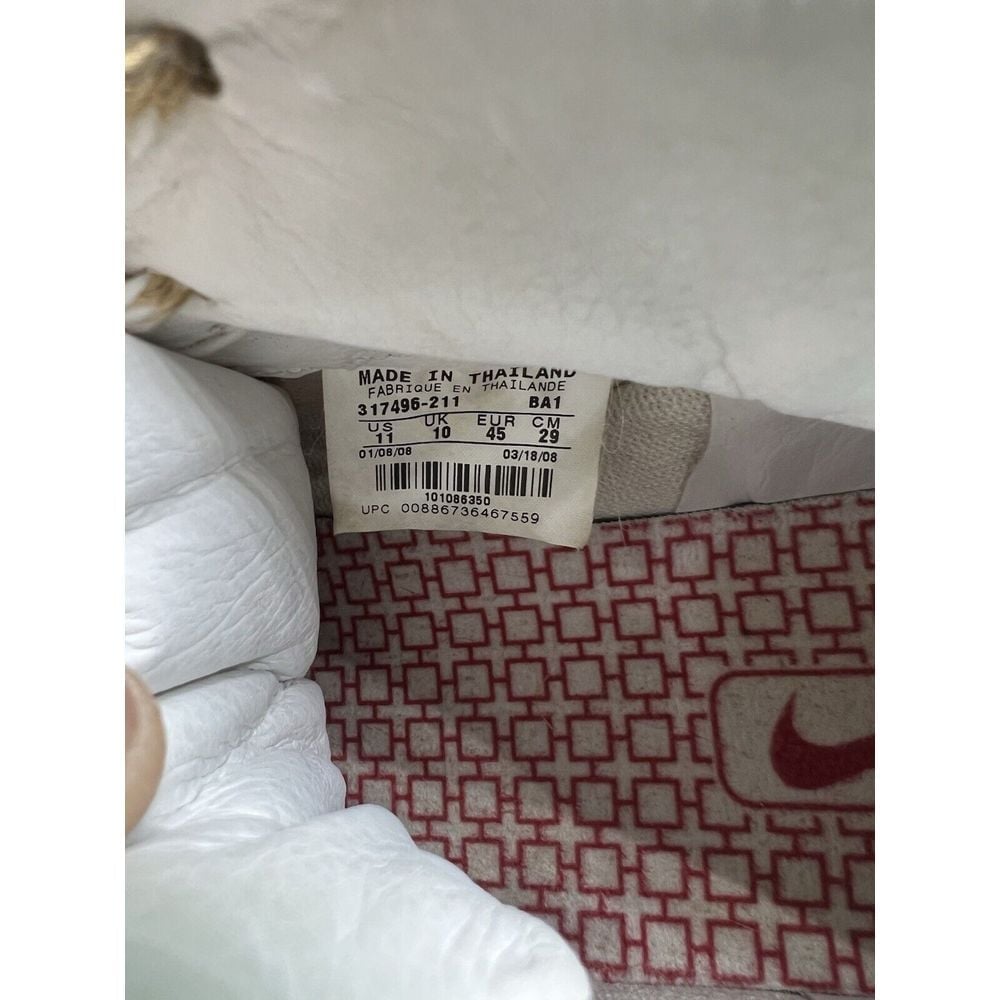 MADE IN THAILAND
FABRIQUE EN THAILANDE
317496-211 BA1
US UK EUR CM
11 10 45 29
01/08/08 03/18/08
101086350
UPC 00886736467559